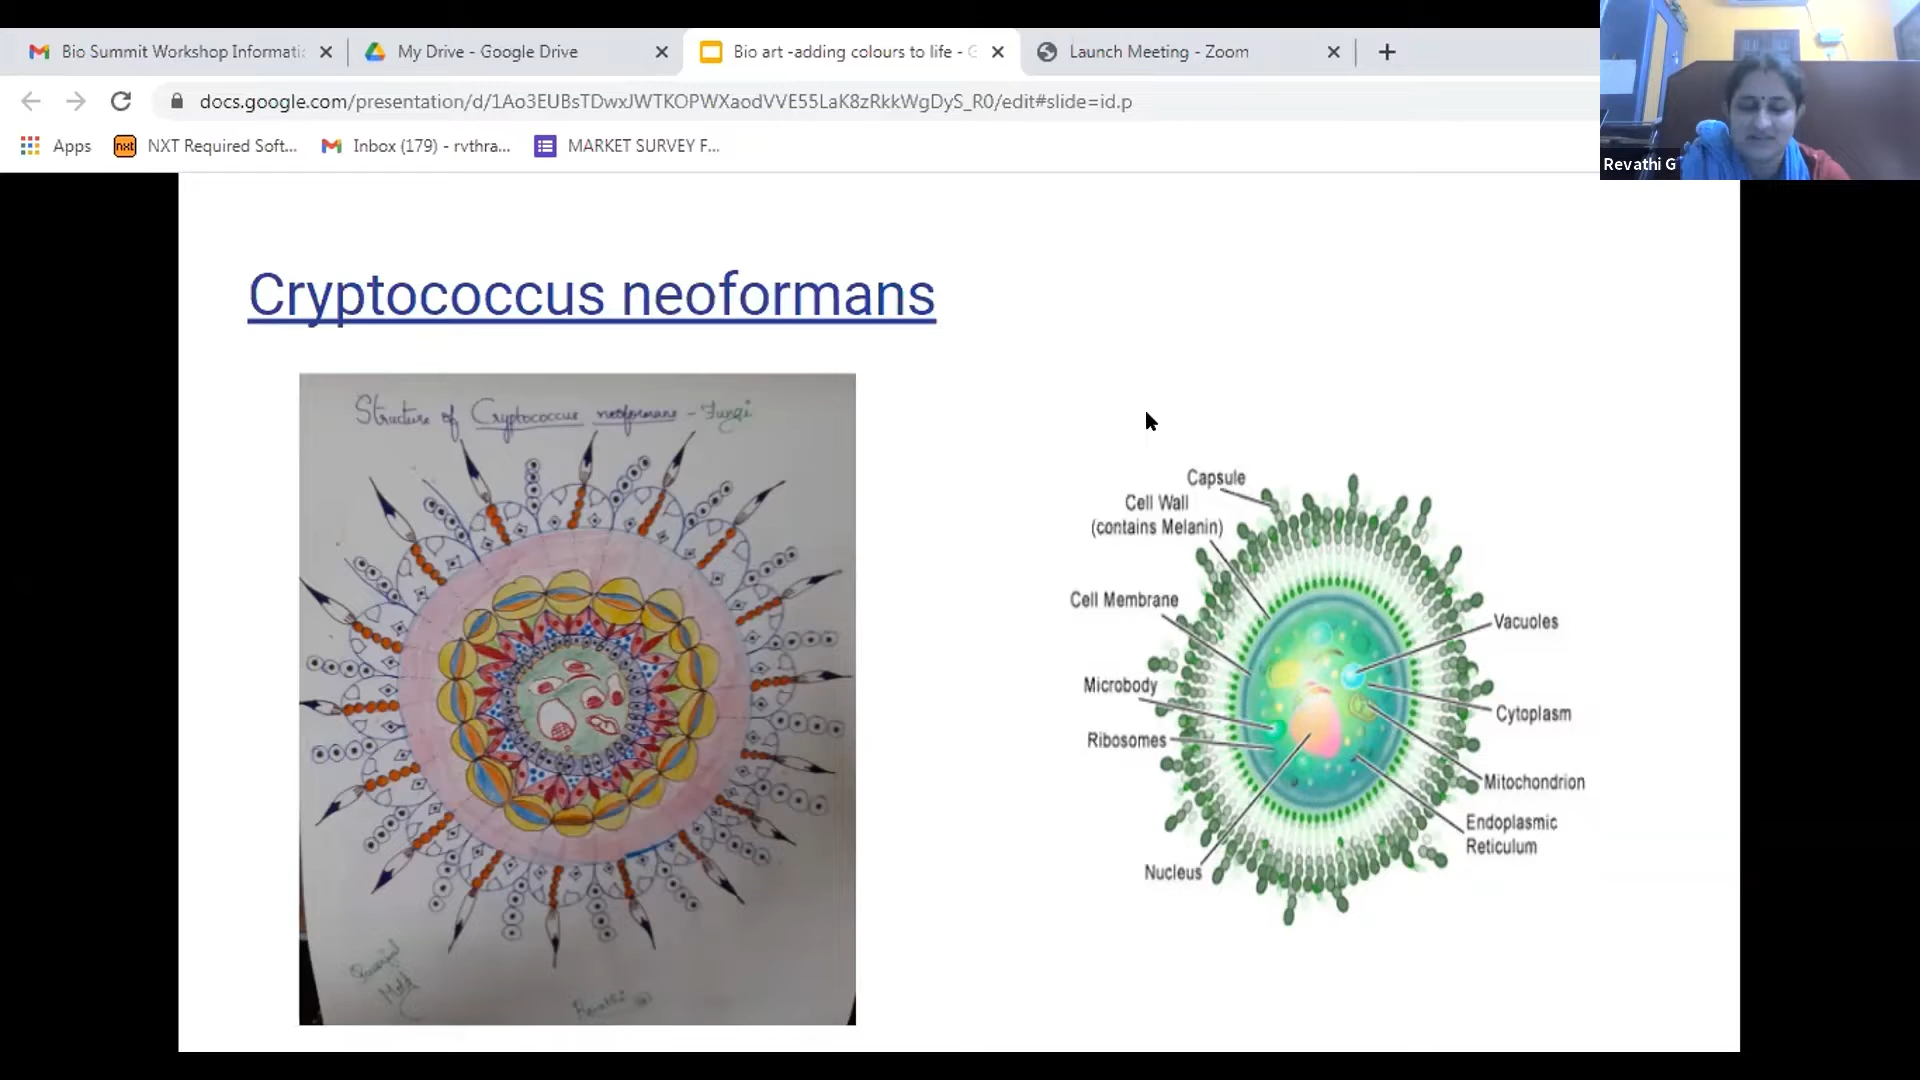 Bio Summit Workshop Informati
My Drive - Google Drive
Bio art -adding colours to life - G
Launch Meeting - Zoom
docs.google.com/presentation/d/1Ao3EUBsTDwxJWTKOPWXaodVVE55LaK8zRkkWgDyS_R0/edit#slide=id.p
Apps
nxt
NXT Required Soft...
Inbox (179) - rvthra...
MARKET SURVEY F...
Revathi G
Cryptococcus neoformans
Structure of Cryptococcus neoformans - Fungi
Revathi
Capsule
Cell Wall
(contains Melanin)
Cell Membrane
Microbody
Ribosomes
Nucleus
Vacuoles
Cytoplasm
Mitochondrion
Endoplasmic
Reticulum